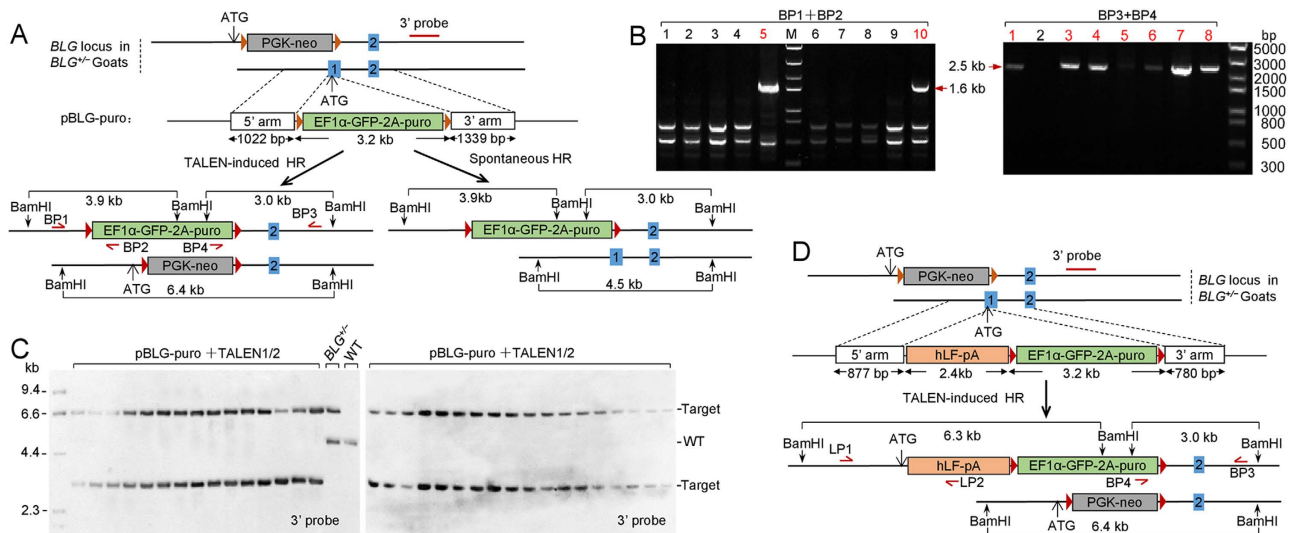 A
ATG
3' probe
PGK-neo
2
BLG locus in
BLG+/- Goats
1
2
ATG
pBLG-puro:
5' arm
EF1α-GFP-2A-puro
3' arm
1022 bp
3.2 kb
1339 bp
TALEN-induced HR
Spontaneous HR
3.9 kb
3.0 kb
BamHI
BP1
BamHI
BP3
BamHI
EF1α-GFP-2A-puro
2
BP2
BP4
PGK-neo
2
BamHI
ATG
BamHI
6.4 kb
3.9kb
3.0 kb
BamHI
BamHI
BamHI
EF1α-GFP-2A-puro
2
1
2
BamHI
BamHI
4.5 kb
B
BP1+BP2
1 2 3 4 5 M 6 7 8 9 10
1.6 kb
BP3+BP4
1 2 3 4 5 6 7 8 bp
2.5 kb
5000
3000
2000
1500
1000
800
500
300
C
pBLG-puro+TALEN1/2
BLG+/-
WT
pBLG-puro+TALEN1/2
kb
9.4
6.6
4.4
2.3
Target
WT
Target
3' probe
3' probe
D
ATG
3' probe
PGK-neo
2
BLG locus in
BLG+/- Goats
1
2
ATG
5' arm
hLF-pA
EF1α-GFP-2A-puro
3' arm
877 bp
2.4kb
3.2 kb
780 bp
TALEN-induced HR
6.3 kb
3.0 kb
BamHI
LP1
ATG
BamHI
BamHI
BamHI
hLF-pA
EF1α-GFP-2A-puro
2
LP2
BP4
BP3
PGK-neo
2
BamHI
ATG
6.4 kb
BamHI